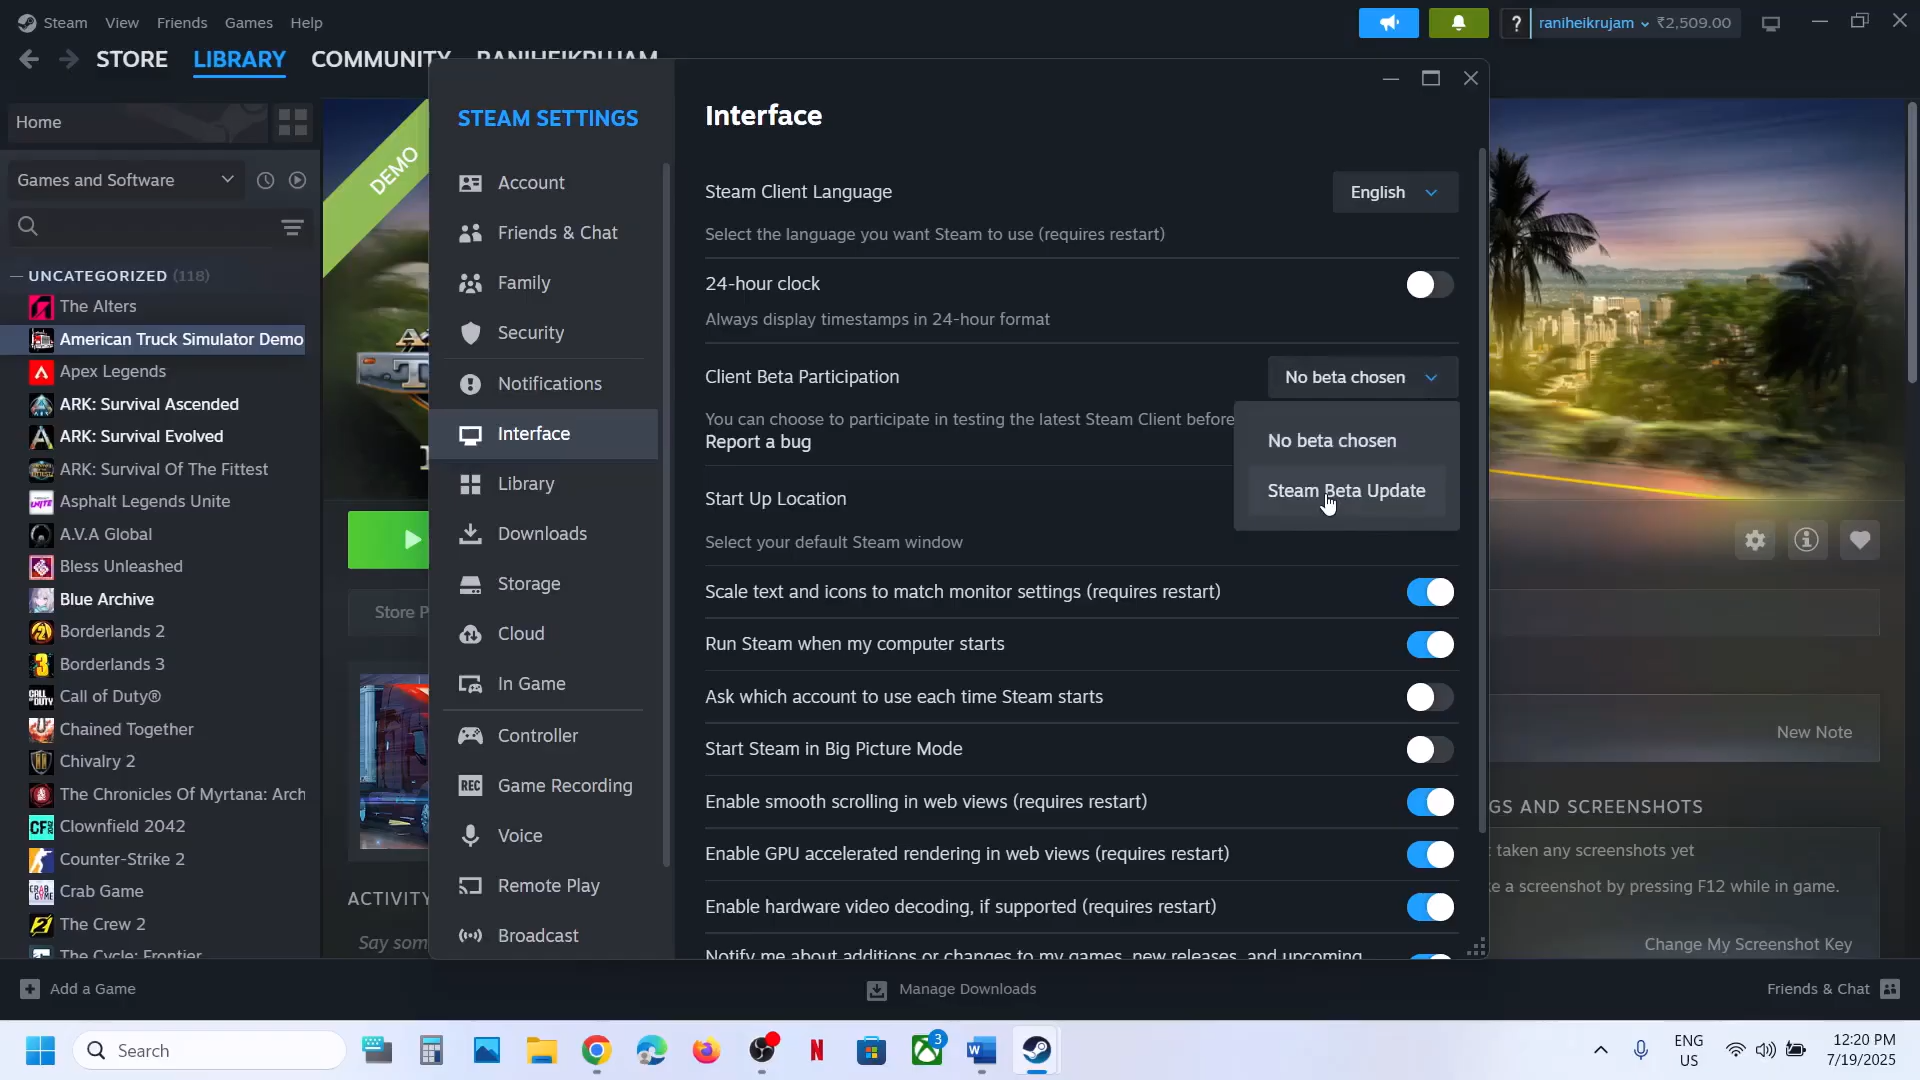 Steam View Friends Games Help
? raniheikrujam ₹2,509.00
STORE LIBRARY COMMUNITY RANIHEIKRUJAM
Home
Games and Software
UNCATEGORIZED (118)
The Alters
American Truck Simulator Demo
Apex Legends
ARK: Survival Ascended
ARK: Survival Evolved
ARK: Survival Of The Fittest
Asphalt Legends Unite
A.V.A Global
Bless Unleashed
Blue Archive
Borderlands 2
Borderlands 3
Call of Duty®
Chained Together
Chivalry 2
The Chronicles Of Myrtana: Arch
Clownfield 2042
Counter-Strike 2
Crab Game
The Crew 2
The Cycle: Frontier
DEMO
Store P
ACTIVITY
Say som
STEAM SETTINGS
Account
Friends & Chat
Family
Security
Notifications
Interface
Library
Downloads
Storage
Cloud
In Game
Controller
REC Game Recording
Voice
Remote Play
Broadcast
Interface
Steam Client Language English
Select the language you want Steam to use (requires restart)
24-hour clock
Always display timestamps in 24-hour format
Client Beta Participation No beta chosen
You can choose to participate in testing the latest Steam Client before
Report a bug
No beta chosen
Steam Beta Update
Start Up Location
Select your default Steam window
Scale text and icons to match monitor settings (requires restart)
Run Steam when my computer starts
Ask which account to use each time Steam starts
Start Steam in Big Picture Mode
Enable smooth scrolling in web views (requires restart)
Enable GPU accelerated rendering in web views (requires restart)
Enable hardware video decoding, if supported (requires restart)
Notify me about additions or changes to my games, new releases, and upcoming
New Note
GS AND SCREENSHOTS
t taken any screenshots yet
e a screenshot by pressing F12 while in game.
Change My Screenshot Key
Add a Game
Manage Downloads
Friends & Chat
Search
3
ENG
US
12:20 PM
7/19/2025